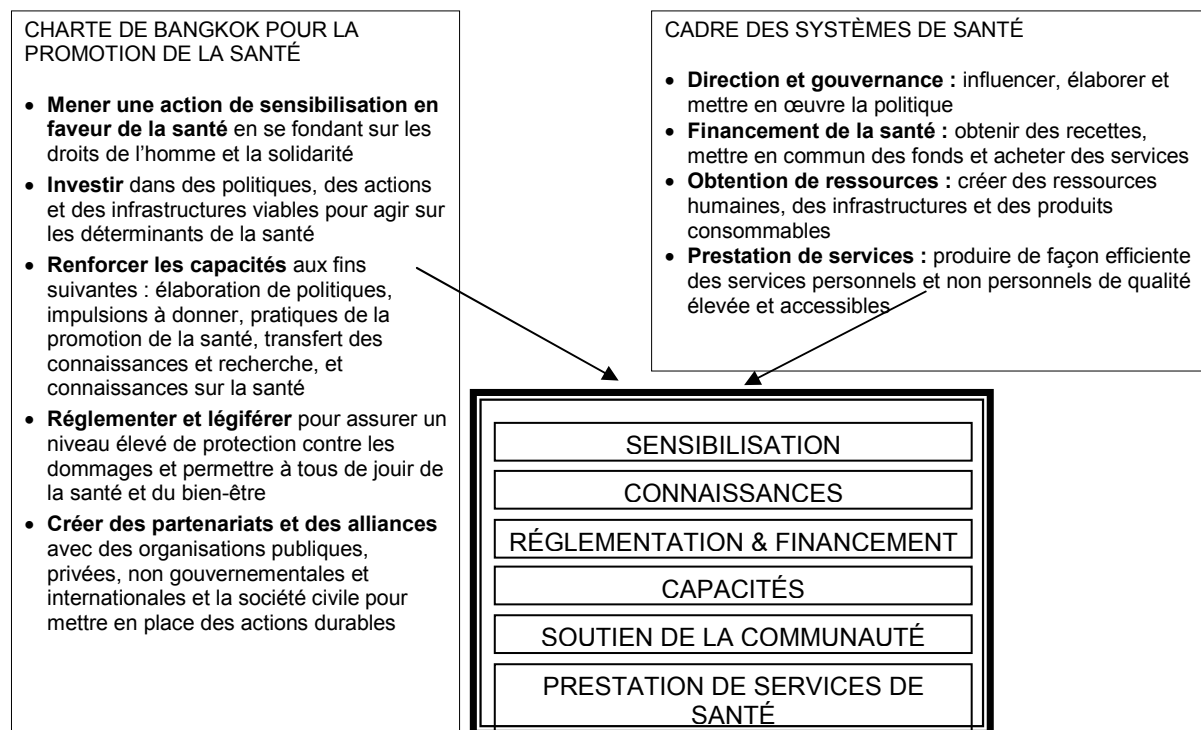 CHARTE DE BANGKOK POUR LA
PROMOTION DE LA SANTÉ
• Mener une action de sensibilisation en
faveur de la santé en se fondant sur les
droits de l'homme et la solidarité
• Investir dans des politiques, des actions
et des infrastructures viables pour agir sur
les déterminants de la santé
• Renforcer les capacités aux fins
suivantes : élaboration de politiques,
impulsions à donner, pratiques de la
promotion de la santé, transfert des
connaissances et recherche, et
connaissances sur la santé
• Réglementer et légiférer pour assurer un
niveau élevé de protection contre les
dommages et permettre à tous de jouir de
la santé et du bien-être
• Créer des partenariats et des alliances
avec des organisations publiques,
privées, non gouvernementales et
internationales et la société civile pour
mettre en place des actions durables
CADRE DES SYSTÈMES DE SANTÉ
• Direction et gouvernance : influencer, élaborer et
mettre en œuvre la politique
• Financement de la santé : obtenir des recettes,
mettre en commun des fonds et acheter des services
• Obtention de ressources : créer des ressources
humaines, des infrastructures et des produits
consommables
• Prestation de services : produire de façon efficiente
des services personnels et non personnels de qualité
élevée et accessibles
SENSIBILISATION
CONNAISSANCES
RÉGLEMENTATION & FINANCEMENT
CAPACITÉS
SOUTIEN DE LA COMMUNAUTÉ
PRESTATION DE SERVICES DE
SANTÉ